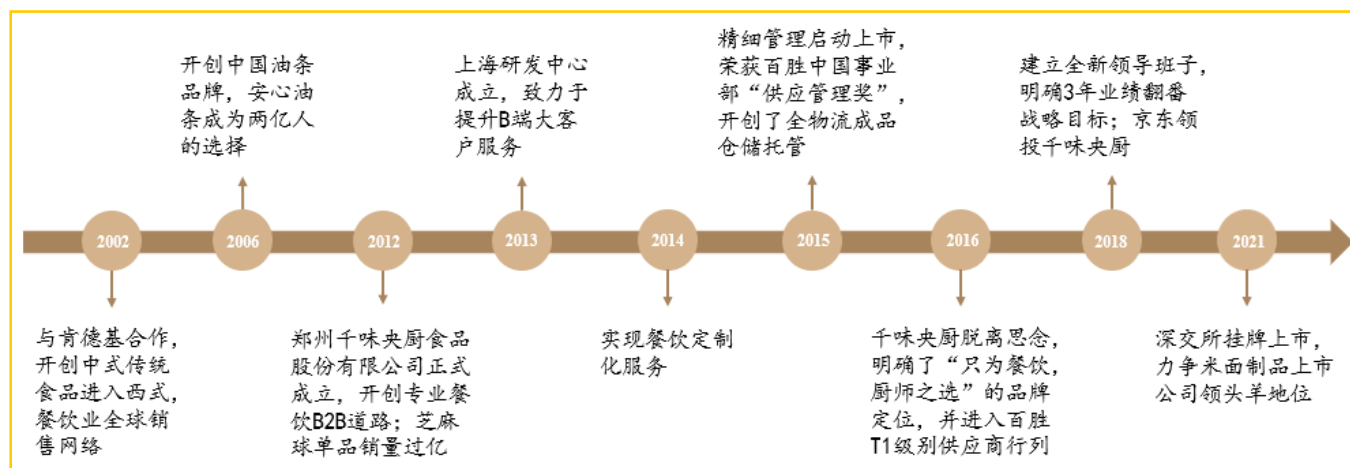 开创中国油条
品牌，安心油
条成为两亿人
的选择
上海研发中心
成立，致力于
提升B端大客
户服务
精细管理启动上市，
荣获百胜中国事业
部“供应管理奖”，
开创了全物流成品
仓储托管
建立全新领导班子，
明确3年业绩翻番
战略目标；京东领
投千味央厨
2002
2006
2012
2013
2014
2015
2016
2018
2021
与肯德基合作，
开创中式传统
食品进入西式，
餐饮业全球销
售网络
郑州千味央厨食品
股份有限公司正式
成立，开创专业餐
饮B2B道路；芝麻
球单品销量过亿
实现餐饮定制
化服务
千味央厨脱离思念，
明确了“只为餐饮，
厨师之选”的品牌
定位，并进入百胜
T1级别供应商行列
深交所挂牌上市，
力争米面制品上市
公司领头羊地位